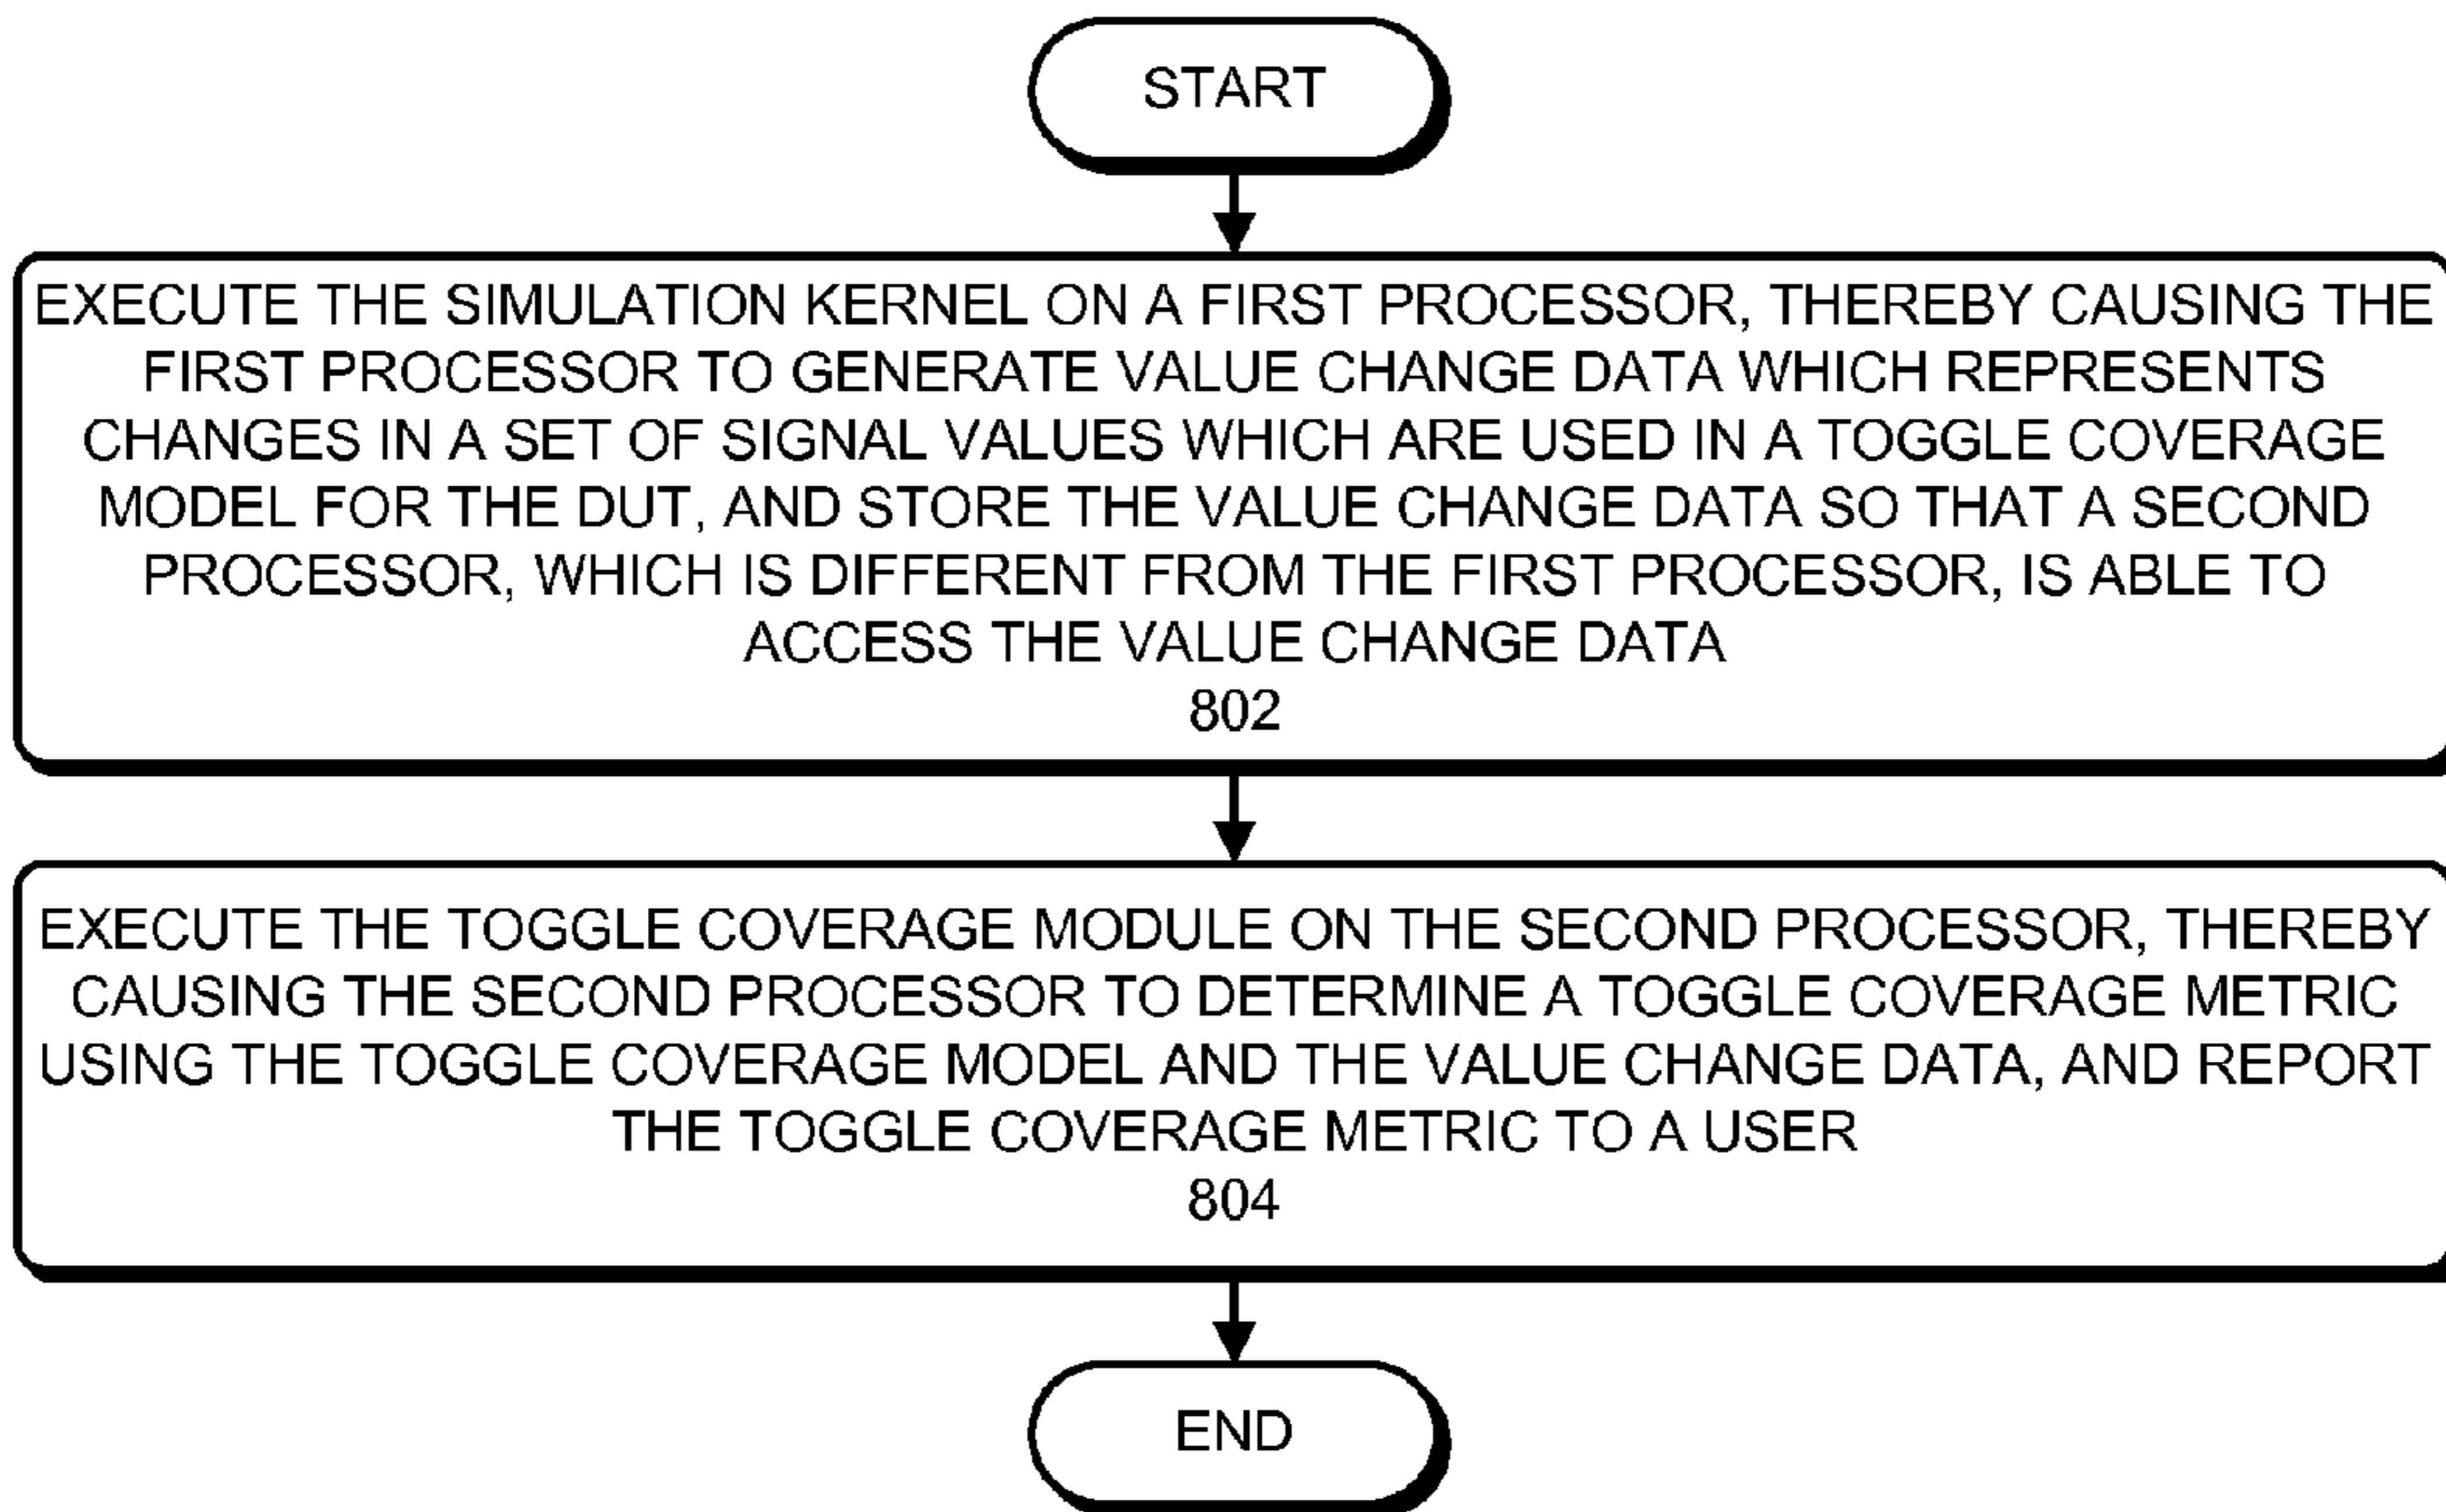 START
EXECUTE THE SIMULATION KERNEL ON A FIRST PROCESSOR, THEREBY CAUSING THE
FIRST PROCESSOR TO GENERATE VALUE CHANGE DATA WHICH REPRESENTS
CHANGES IN A SET OF SIGNAL VALUES WHICH ARE USED IN A TOGGLE COVERAGE
MODEL FOR THE DUT, AND STORE THE VALUE CHANGE DATA SO THAT A SECOND
PROCESSOR, WHICH IS DIFFERENT FROM THE FIRST PROCESSOR, IS ABLE TO
ACCESS THE VALUE CHANGE DATA
802
EXECUTE THE TOGGLE COVERAGE MODULE ON THE SECOND PROCESSOR, THEREBY
CAUSING THE SECOND PROCESSOR TO DETERMINE A TOGGLE COVERAGE METRIC
USING THE TOGGLE COVERAGE MODEL AND THE VALUE CHANGE DATA, AND REPORT
THE TOGGLE COVERAGE METRIC TO A USER
804
END